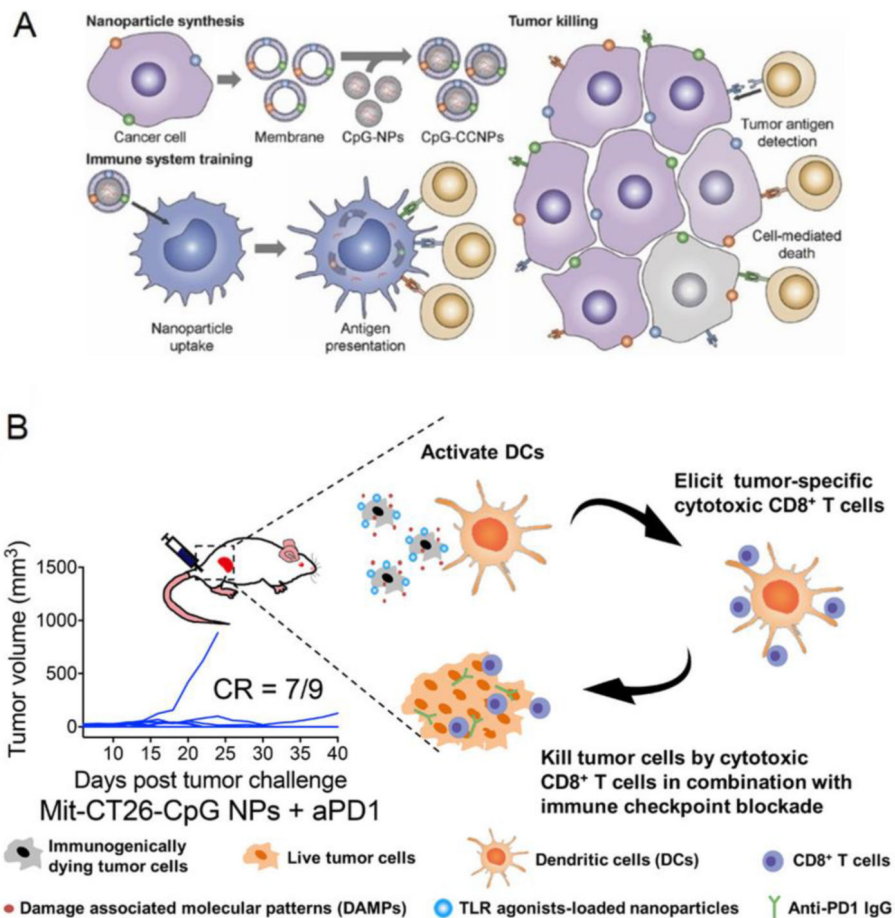 A
Nanoparticle synthesis
Cancer cell
Membrane
CpG-NPs
CpG-CCNPs
Immune system training
Nanoparticle
uptake
Antigen
presentation
Tumor killing
Tumor antigen
detection
Cell-mediated
death
B
Activate DCs
Elicit tumor-specific
cytotoxic CD8⁺ T cells
Tumor volume (mm³)
1500
1000
500
0
CR = 7/9
10 15 20 25 30 35 40
Days post tumor challenge
Mit-CT26-CpG NPs + aPD1
Kill tumor cells by cytotoxic
CD8⁺ T cells in combination with
immune checkpoint blockade
Immunogenically
dying tumor cells
Live tumor cells
Dendritic cells (DCs)
CD8⁺ T cells
Damage associated molecular patterns (DAMPs)
TLR agonists-loaded nanoparticles
Anti-PD1 IgG